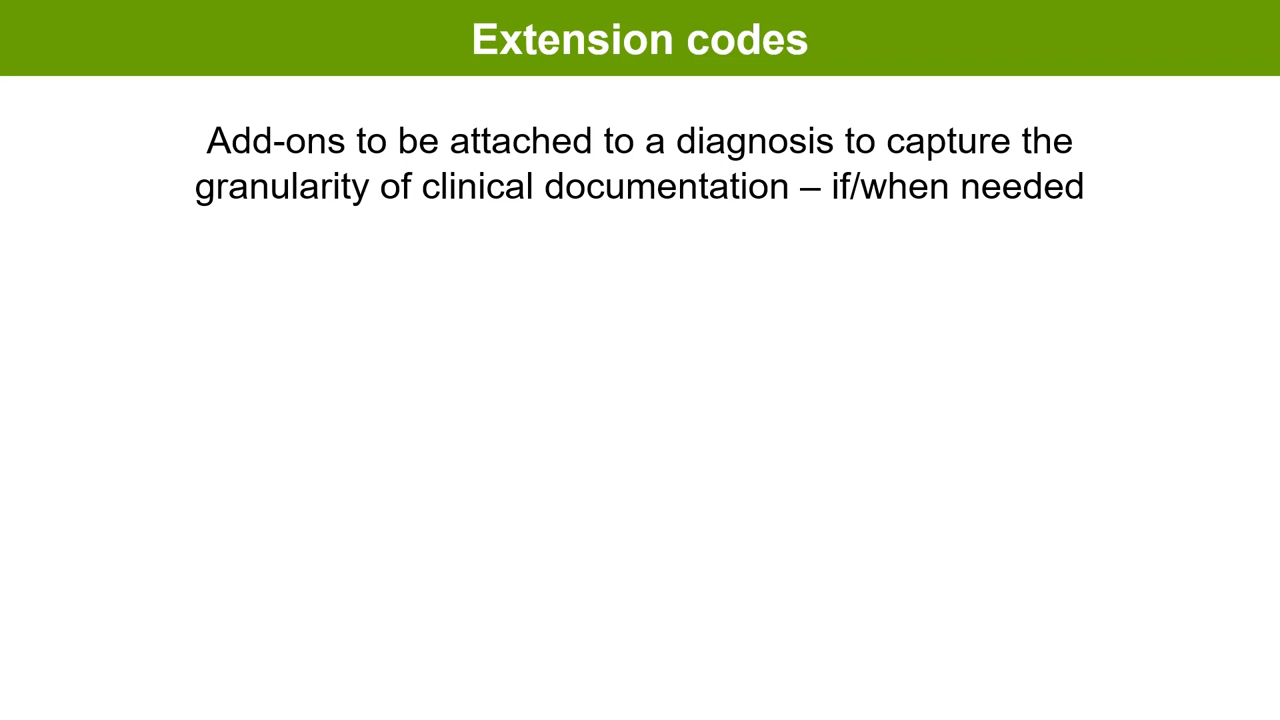 Extension codes
Add-ons to be attached to a diagnosis to capture the
granularity of clinical documentation – if/when needed